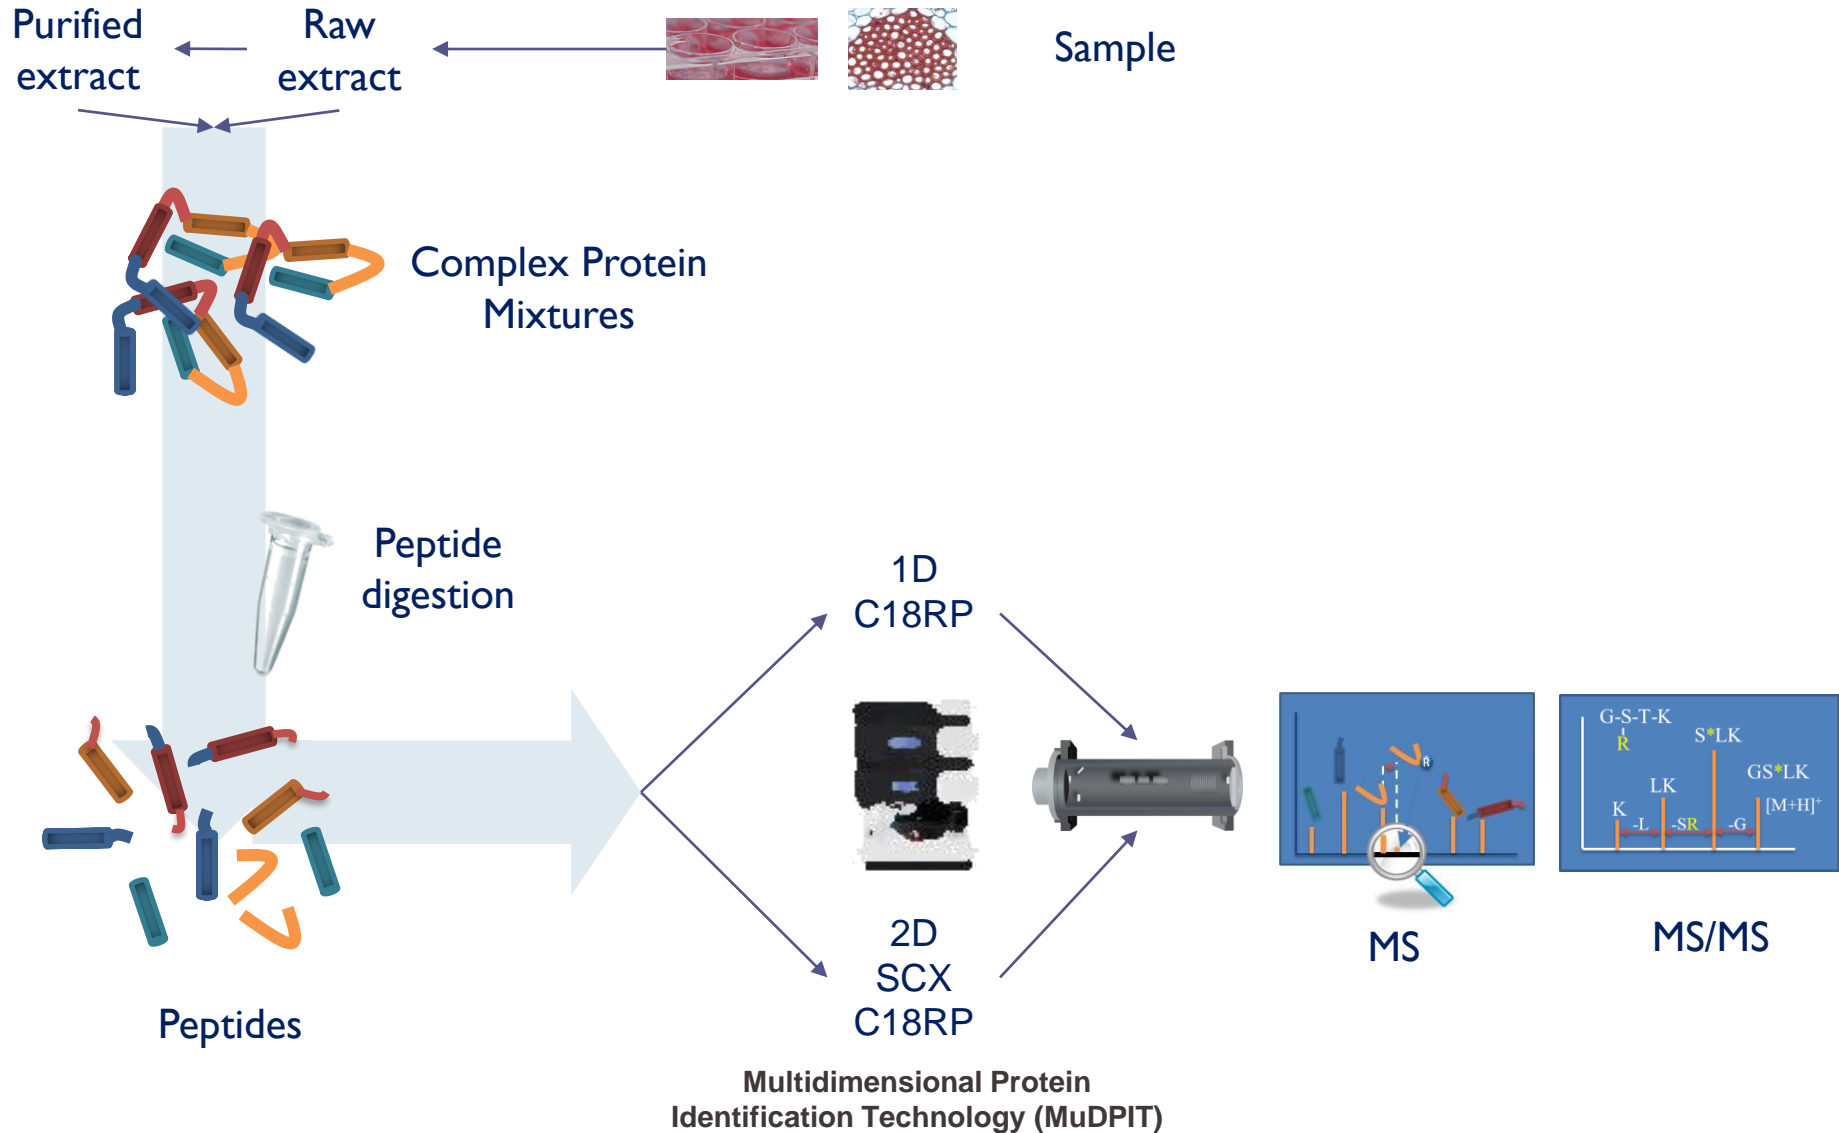 Purified
extract
Raw
extract
Sample
Complex Protein
Mixtures
Peptide
digestion
Peptides
1D
C18RP
2D
SCX
C18RP
Multidimensional Protein
Identification Technology (MuDPIT)
R
MS
G-S-T-K
R
S*LK
GS*LK
LK
[M+H]+
K
-L
-SR
-G
MS/MS